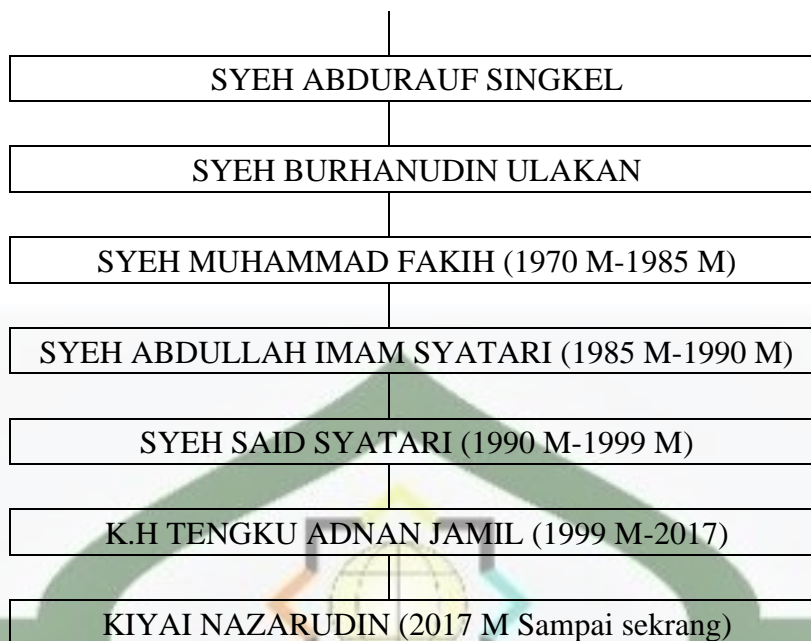 SYEH ABDURAUF SINGKEL
SYEH BURHANUDIN ULAKAN
SYEH MUHAMMAD FAKIH (1970 M-1985 M)
SYEH ABDULLAH IMAM SYATARI (1985 M-1990 M)
SYEH SAID SYATARI (1990 M-1999 M)
K.H TENGKU ADNAN JAMIL (1999 M-2017)
KIYAI NAZARUDIN (2017 M Sampai sekrang)